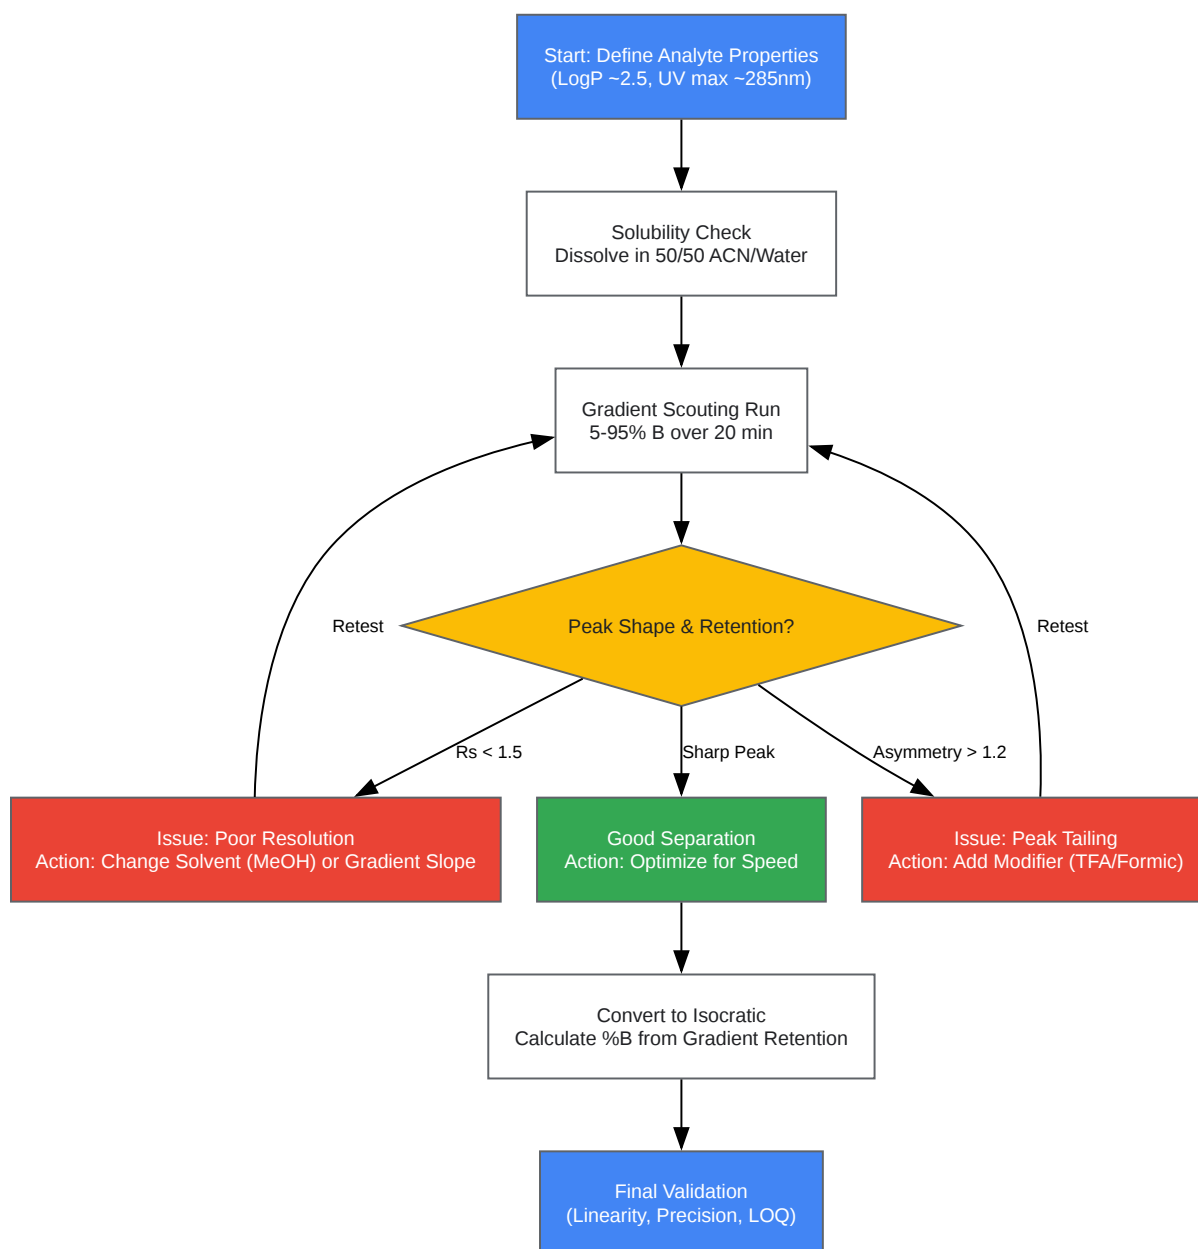 Start: Define Analyte Properties
(LogP ~2.5, UV max ~285nm)
Solubility Check
Dissolve in 50/50 ACN/Water
Gradient Scouting Run
5-95% B over 20 min
Retest
Peak Shape & Retention?
Retest
Rs < 1.5
Sharp Peak
Asymmetry > 1.2
Issue: Poor Resolution
Action: Change Solvent (MeOH) or Gradient Slope
Good Separation
Action: Optimize for Speed
Issue: Peak Tailing
Action: Add Modifier (TFA/Formic)
Convert to Isocratic
Calculate %B from Gradient Retention
Final Validation
(Linearity, Precision, LOQ)